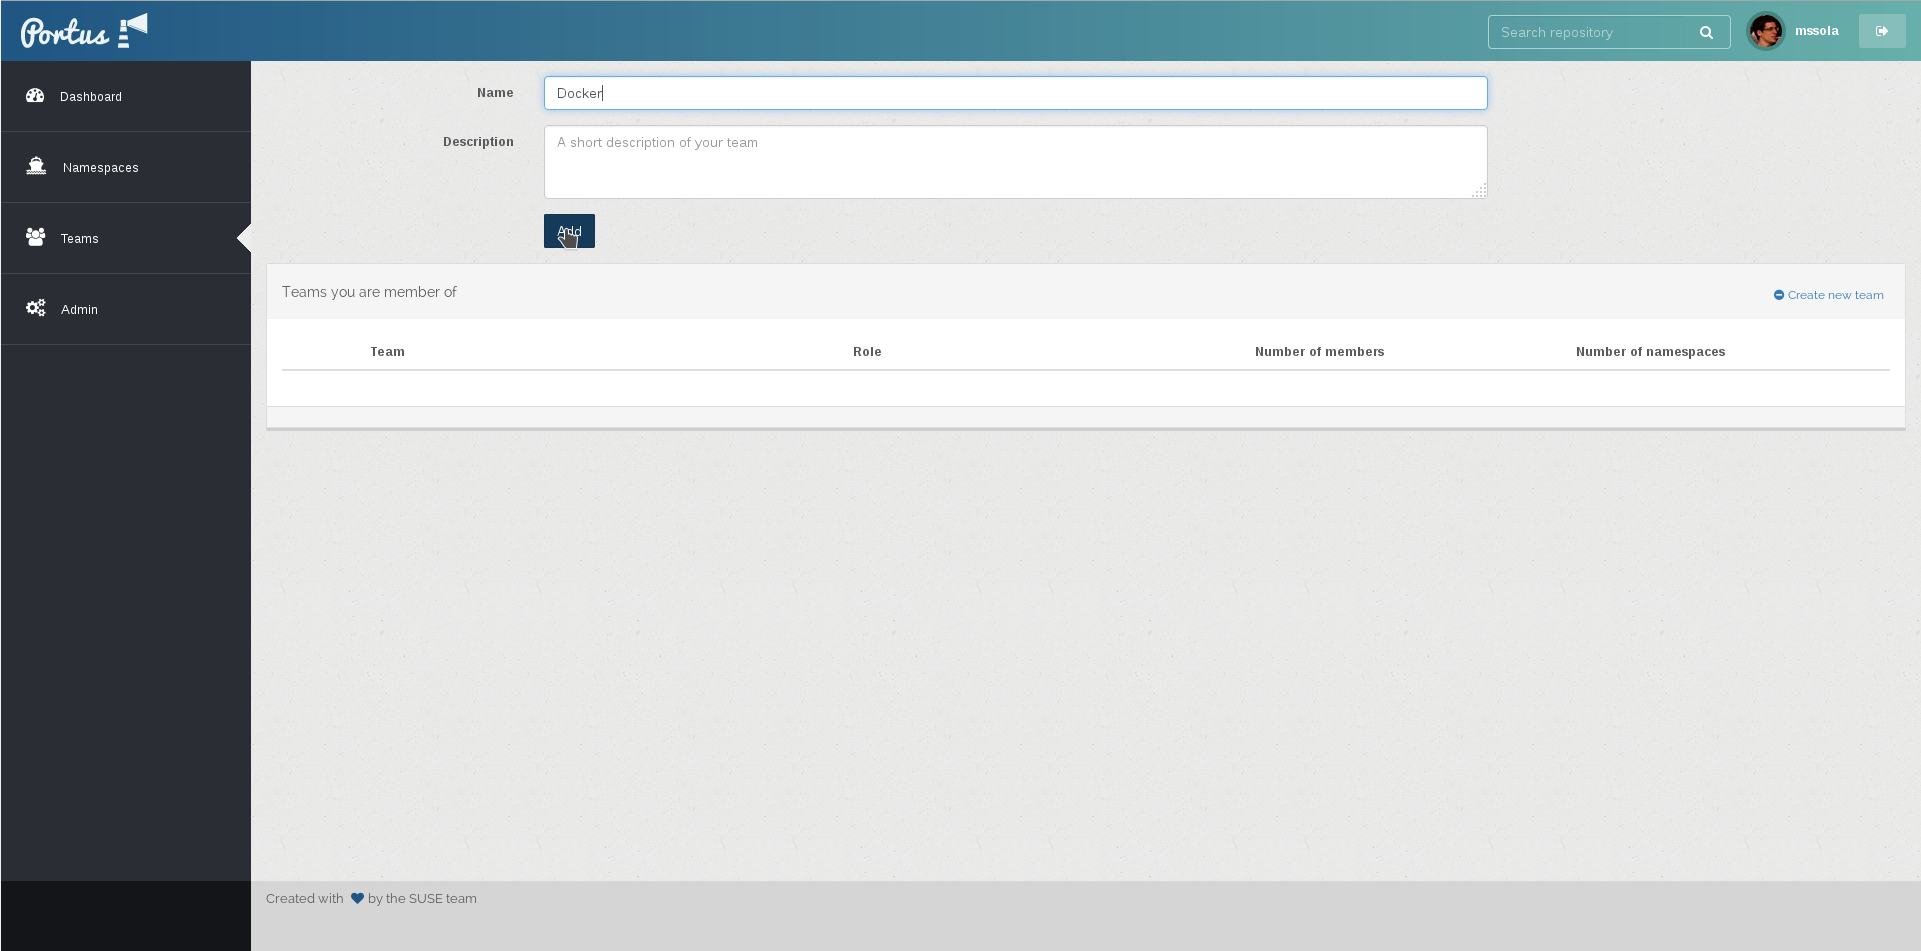 Portus
Search repository
mssola
Dashboard
Namespaces
Teams
Admin
Name
Docker
Description
A short description of your team
Add
Teams you are member of
Create new team
Team Role Number of members Number of namespaces
Created with by the SUSE team